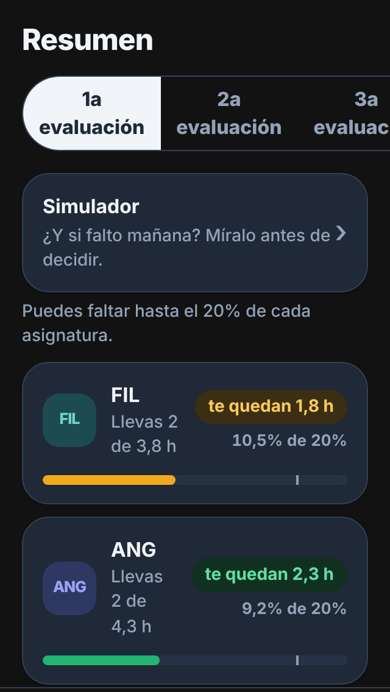 Resumen
1a
evaluación
2a
evaluación
3a
evaluac
Simulador
¿Y si falto mañana? Míralo antes de
decidir.
›
Puedes faltar hasta el 20% de cada
asignatura.
FIL
FIL
Llevas 2
de 3,8 h
te quedan 1,8 h
10,5% de 20%
ANG
ANG
Llevas
2 de
4,3 h
te quedan 2,3 h
9,2% de 20%